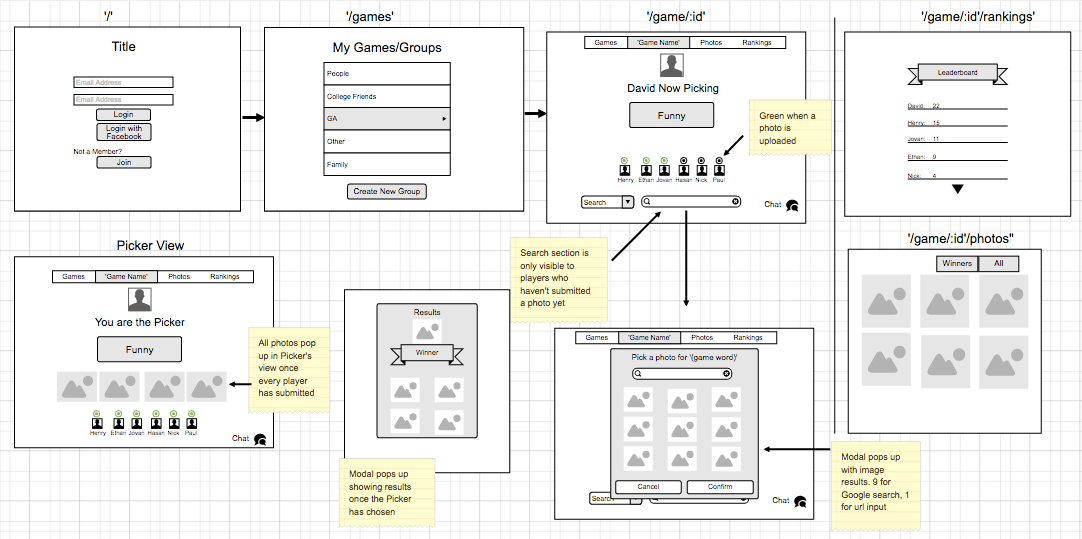 '/'
Title
Email Address
Email Address
Login
Login with
Facebook
Not a Member?
Join
'/games'
My Games/Groups
People
College Friends
GA
Other
Family
Create New Group
'/game/:id'
Games
'Game Name'
Photos
Rankings
David Now Picking
Funny
Green when a
photo is
uploaded
Henry
Ethan
Jovan
Hasan
Nick
Paul
Search
Chat
Search section is
only visible to
players who
haven't submitted
a photo yet
'/game/:id'/rankings'
Leaderboard
David: 22
Henry: 15
Jovan: 11
Ethan: 9
Nick: 4
Picker View
Games
'Game Name'
Photos
Rankings
You are the Picker
Funny
All photos pop
up in Picker's
view once
every player
has submitted
Henry
Ethan
Jovan
Hasan
Nick
Paul
Chat
Results
Winner
Modal pops up
showing results
once the Picker
has chosen
Games
'Game Name'
Photos
Rankings
Pick a photo for '(game word)'
Cancel
Confirm
Search
Chat
Modal pops up
with image
results. 9 for
Google search, 1
for url input
'/game/:id'/photos"
Winners
All